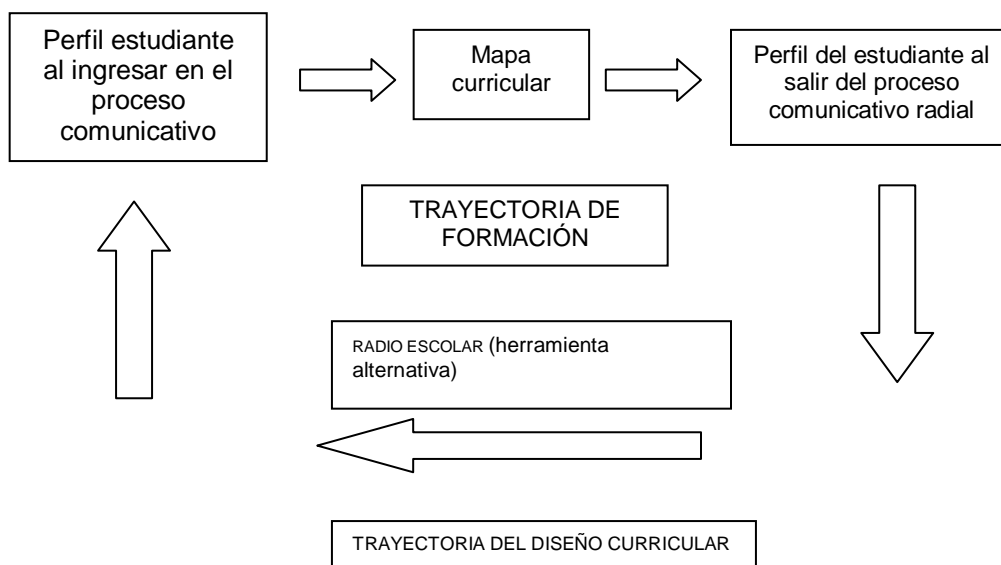 Perfil estudiante
al ingresar en el
proceso
comunicativo
Mapa
curricular
Perfil del estudiante al
salir del proceso
comunicativo radial
TRAYECTORIA DE
FORMACIÓN
RADIO ESCOLAR (herramienta
alternativa)
TRAYECTORIA DEL DISEÑO CURRICULAR